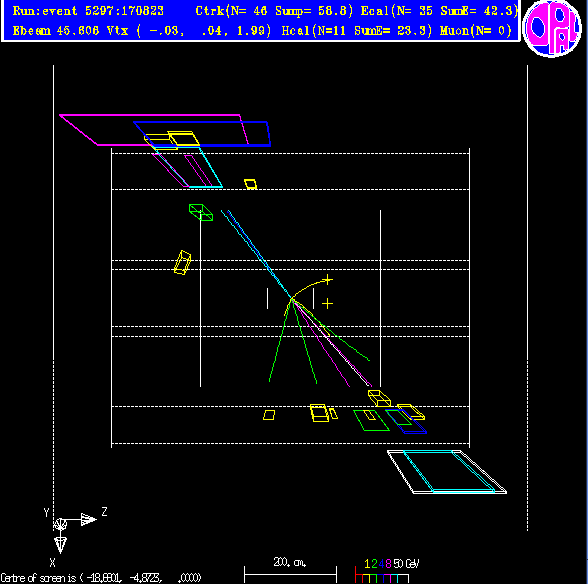 Run:event 5297:170823 Ctrk(N= 46 Sump= 58.8) Ecal(N= 35 SumE= 42.3)
Ebeam 45.606 Vtx ( -.03, .04, 1.99) Hcal(N=11 SumE= 23.3) Muon(N= 0)
OPAL
Y
Z
X
200. cm.
1 2 4 8 50 GeV
Centre of screen is ( -18.8801, -4.8723, .0000)